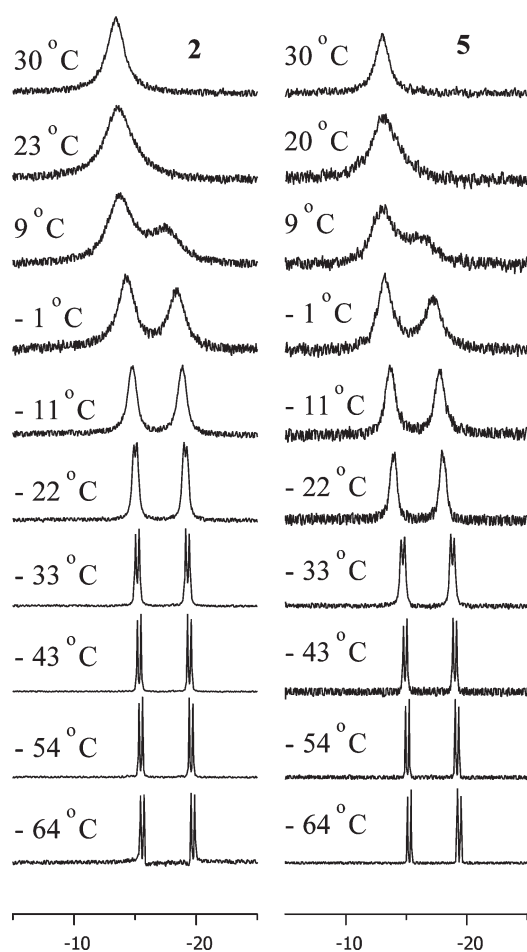 2
30 °C
23 °C
9 °C
- 1 °C
- 11 °C
- 22 °C
- 33 °C
- 43 °C
- 54 °C
- 64 °C
-10 -20
5
30 °C
20 °C
9 °C
- 1 °C
- 11 °C
- 22 °C
- 33 °C
- 43 °C
- 54 °C
- 64 °C
-10 -20